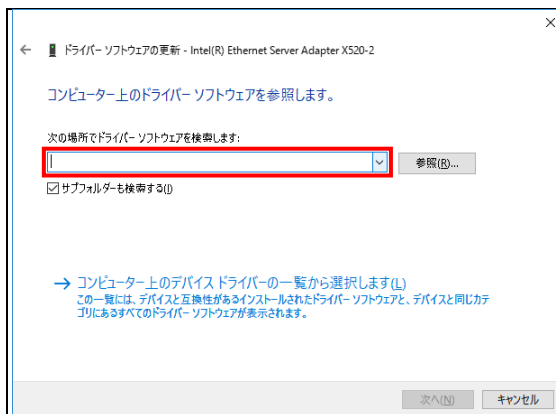 ドライバー ソフトウェアの更新 - Intel(R) Ethernet Server Adapter X520-2
コンピューター上のドライバー ソフトウェアを参照します。
次の場所でドライバー ソフトウェアを検索します:
参照(R)...
サブフォルダーも検索する(I)
→ コンピューター上のデバイス ドライバーの一覧から選択します(L)
この一覧には、デバイスと互換性があるインストールされたドライバー ソフトウェアと、デバイスと同じカテ
ゴリにあるすべてのドライバー ソフトウェアが表示されます。
次へ(N) キャンセル